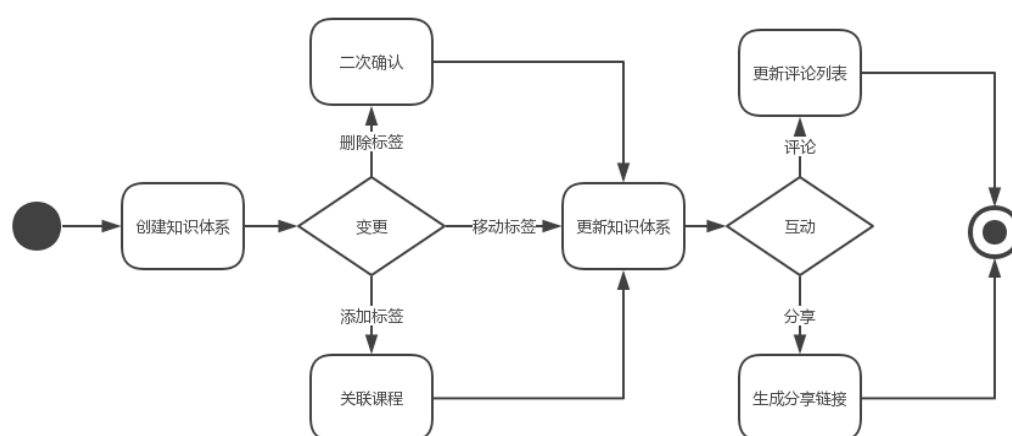 二次确认
更新评论列表
删除标签
评论
创建知识体系
变更
移动标签
更新知识体系
互动
添加标签
分享
关联课程
生成分享链接